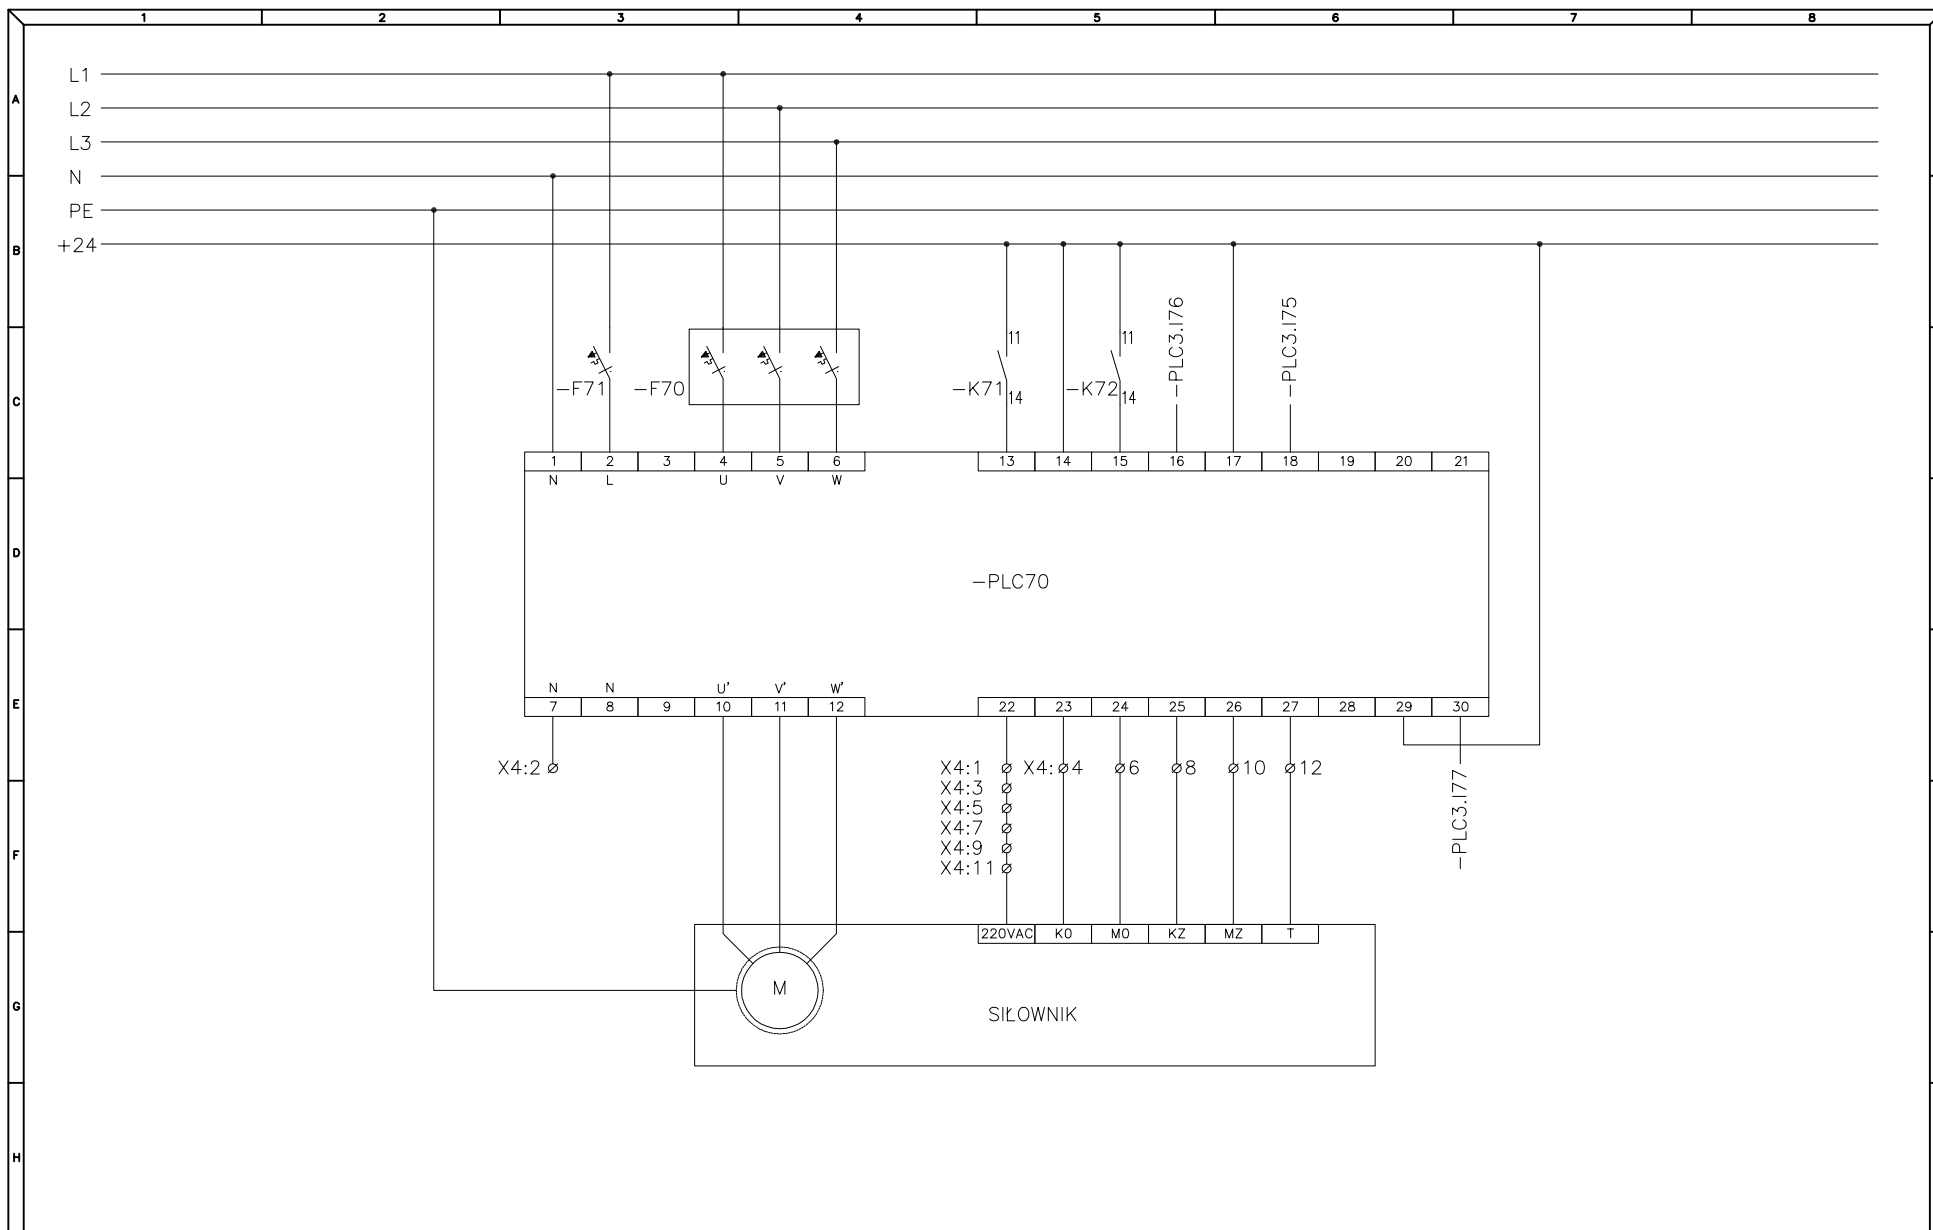 1 2 3 4 5 6 7 8
L1
A
L2
L3
N
PE
+24
B
-PLC3.I76
-PLC3.I75
11 11
-F71 -F70 -K71 -K72
14 14
C
1 2 3 4 5 6 13 14 15 16 17 18 19 20 21
N L U V W
D
-PLC70
N N U' V' W'
E
7 8 9 10 11 12 22 23 24 25 26 27 28 29 30
X4:2 X4:1 X4: 4 6 8 10 12
X4:3
X4:5
X4:7
X4:9
X4:11
-PLC3.I77
F
220VAC KO MO KZ MZ T
M
G
SIŁOWNIK
H